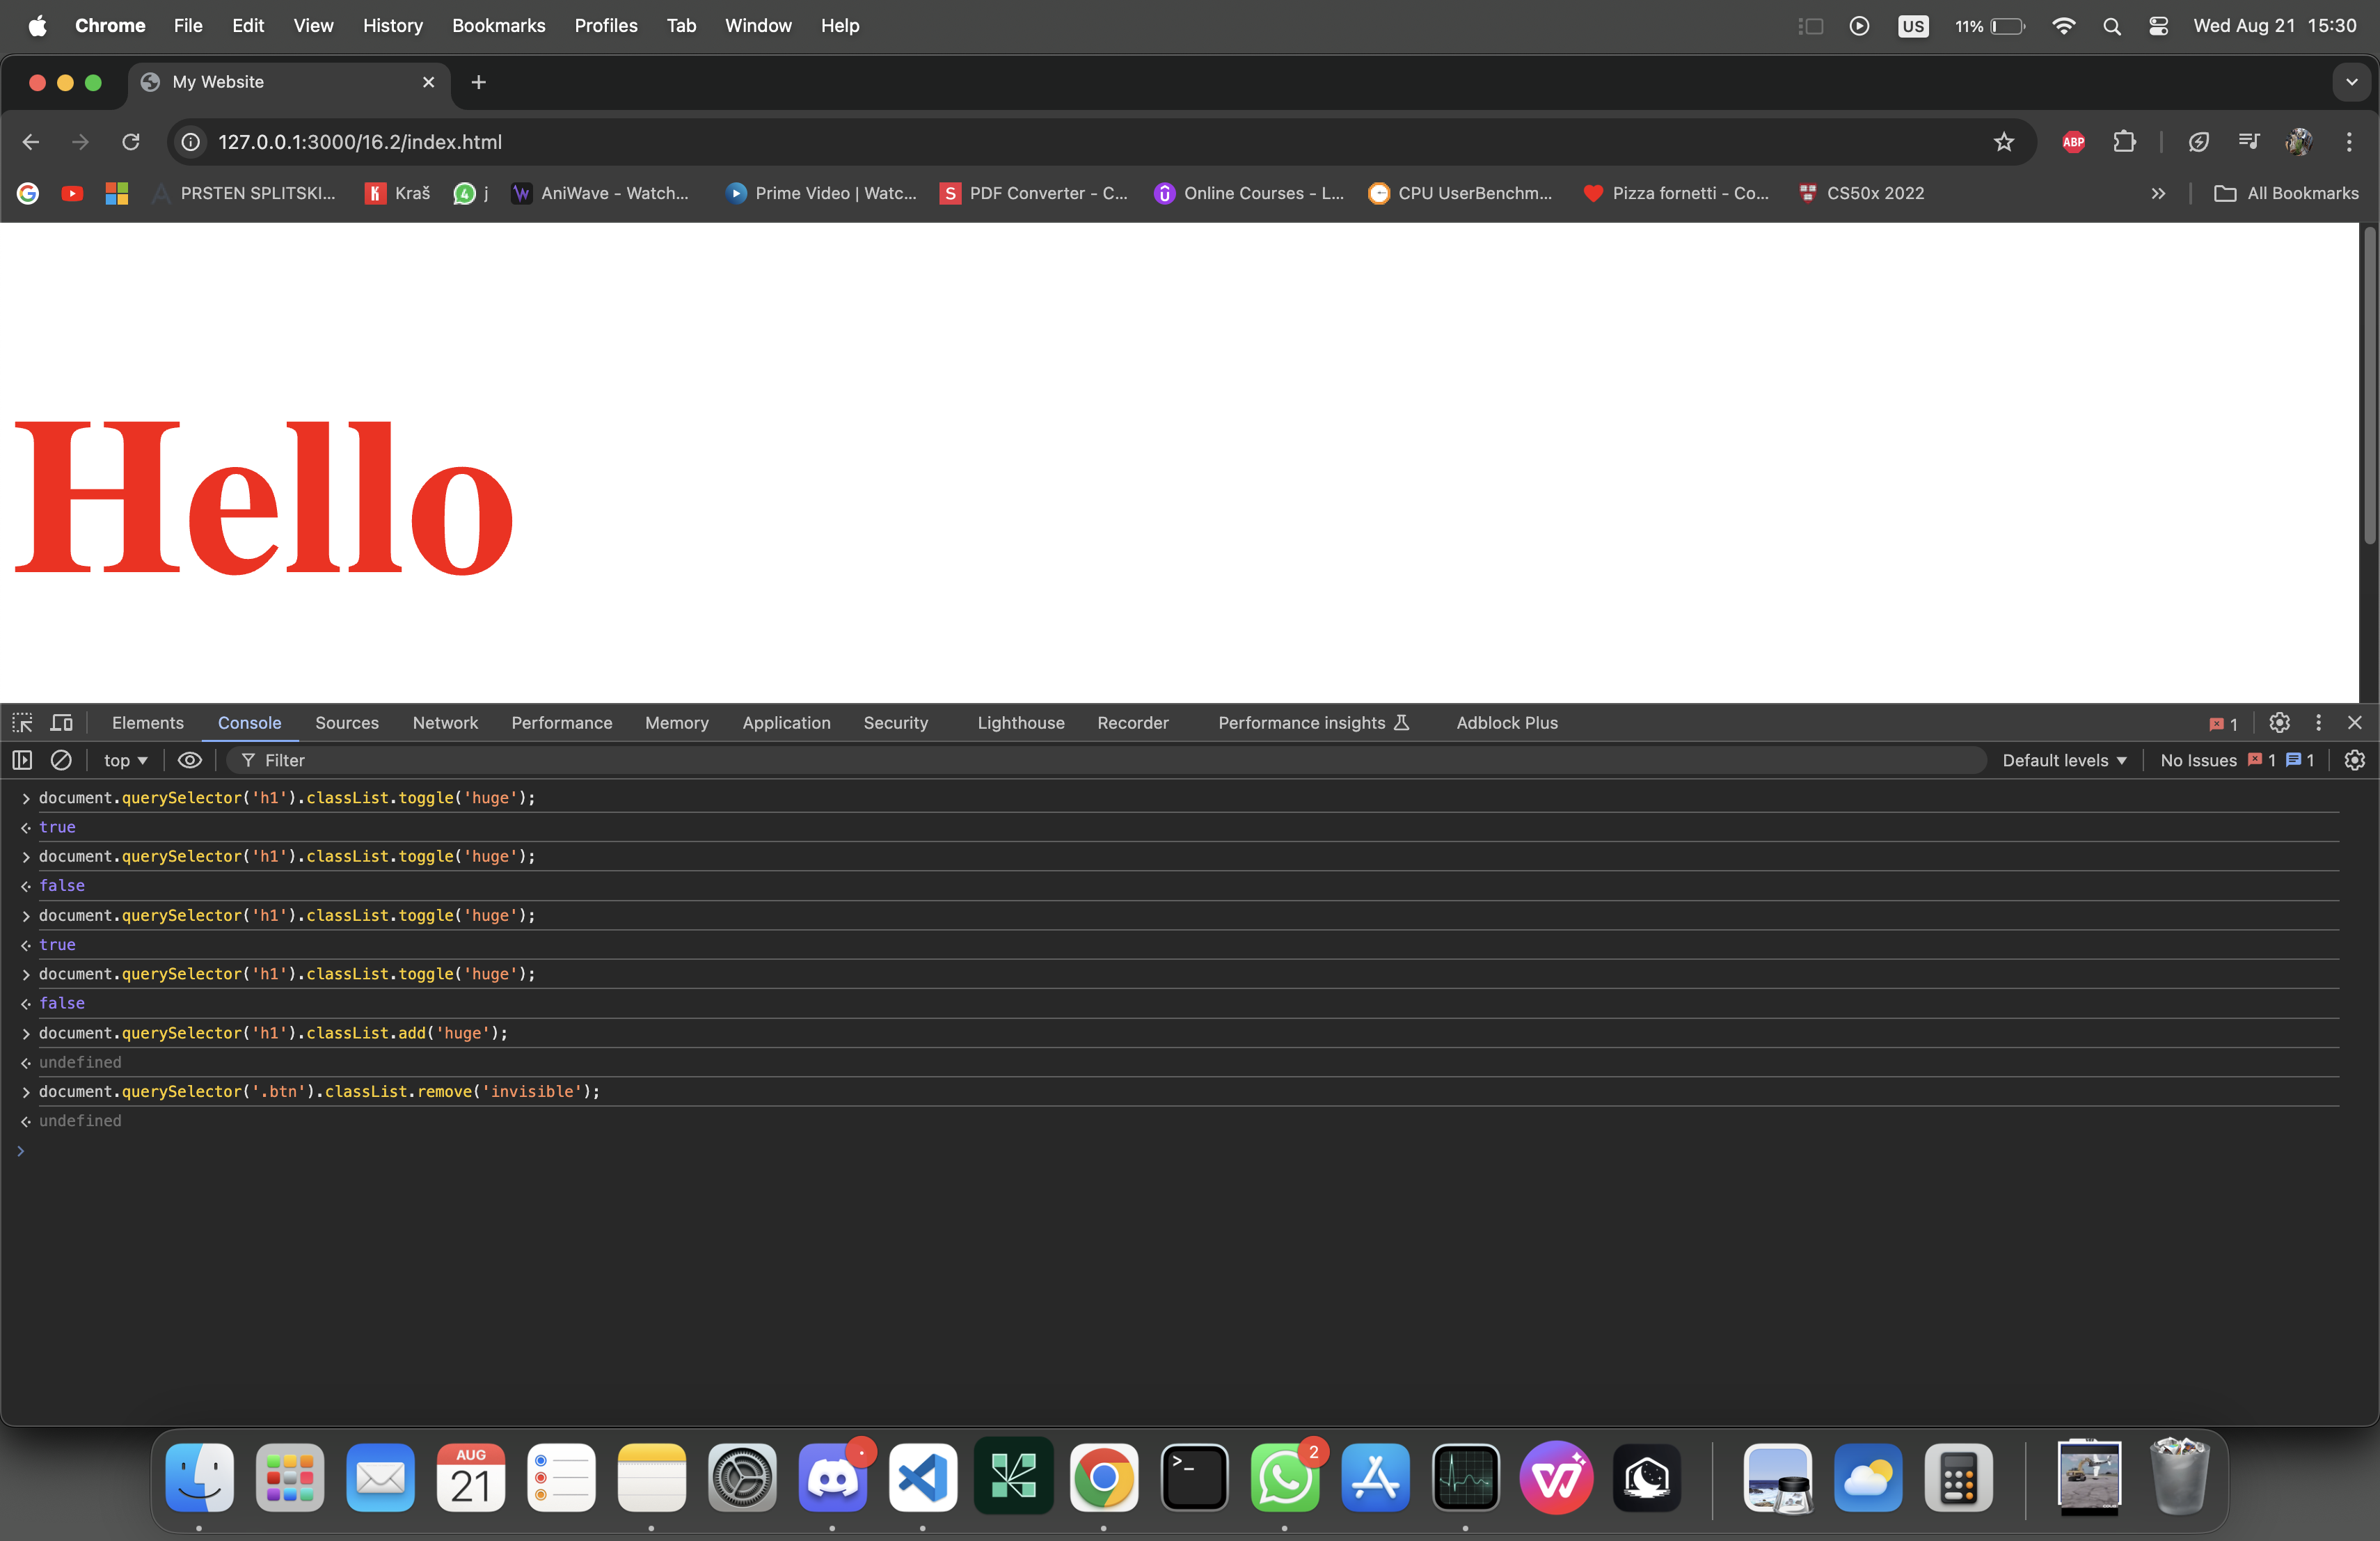 Chrome File Edit View History Bookmarks Profiles Tab Window Help US 11% Wed Aug 21 15:30
My Website
127.0.0.1:3000/16.2/index.html ABP
PRSTEN SPLITSKI... Kraš 4 j AniWave - Watch... Prime Video | Watc... S PDF Converter - C... Online Courses - L... CPU UserBenchm... Pizza fornetti - Co... CS50x 2022 All Bookmarks
Hello
Elements Console Sources Network Performance Memory Application Security Lighthouse Recorder Performance insights Adblock Plus 1
top Filter Default levels No Issues 1 1
document.querySelector('h1').classList.toggle('huge');
true
document.querySelector('h1').classList.toggle('huge');
false
document.querySelector('h1').classList.toggle('huge');
true
document.querySelector('h1').classList.toggle('huge');
false
document.querySelector('h1').classList.add('huge');
undefined
document.querySelector('.btn').classList.remove('invisible');
undefined
AUG
21
2